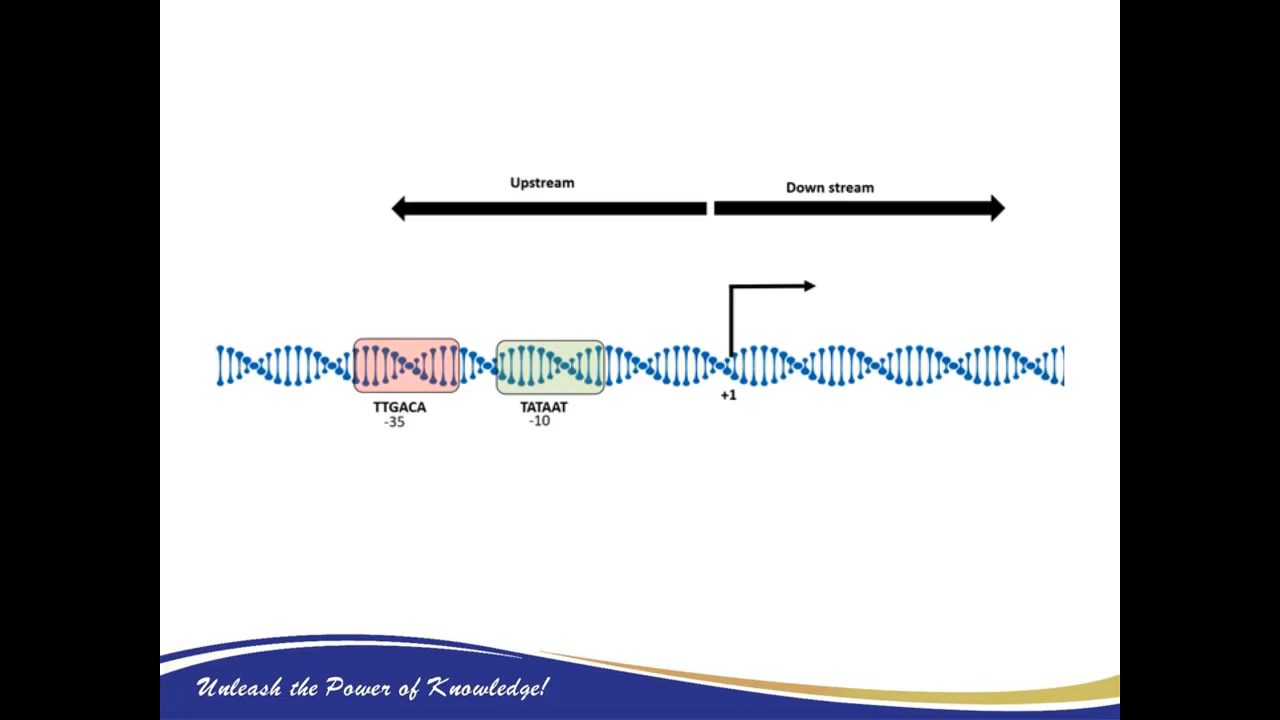 Upstream
Down stream
+1
TTGACA
-35
TATAAT
-10
Unleash the Power of Knowledge!